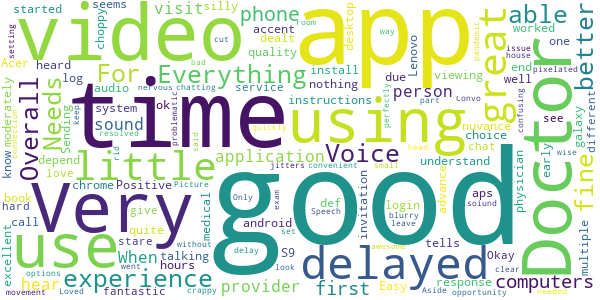 started seems silly visit phone choppy accent dealt desktop able
Acer video app Doctor
heard For Everything quality viewing Lenovo worked one pandemic
log install nothing due end pixelated
moderately Overall Needs audio system ok instructions person great better
know Sending sound time using fine
depend little application Voice choice nuvance chat different
love chrome Positive understand
book Very good Doctor
hard give invitation physician early
call quite def login advance aps
excellent use stare medical android blurry leave S9 galaxy multiple
When talking delayed tells Okay computers
hear experience hours first response
provider Easy opportunity
options fantastic
movement Loved crappy Aside
cut bad room way setting
nervous chatting service see issue house
problematic perfectly keep part Convo
resolved said rid quickly head confusing wise
jitters convenient small
Picture Only exam set Speech
delay look awesome
without went clear needed
well soiund